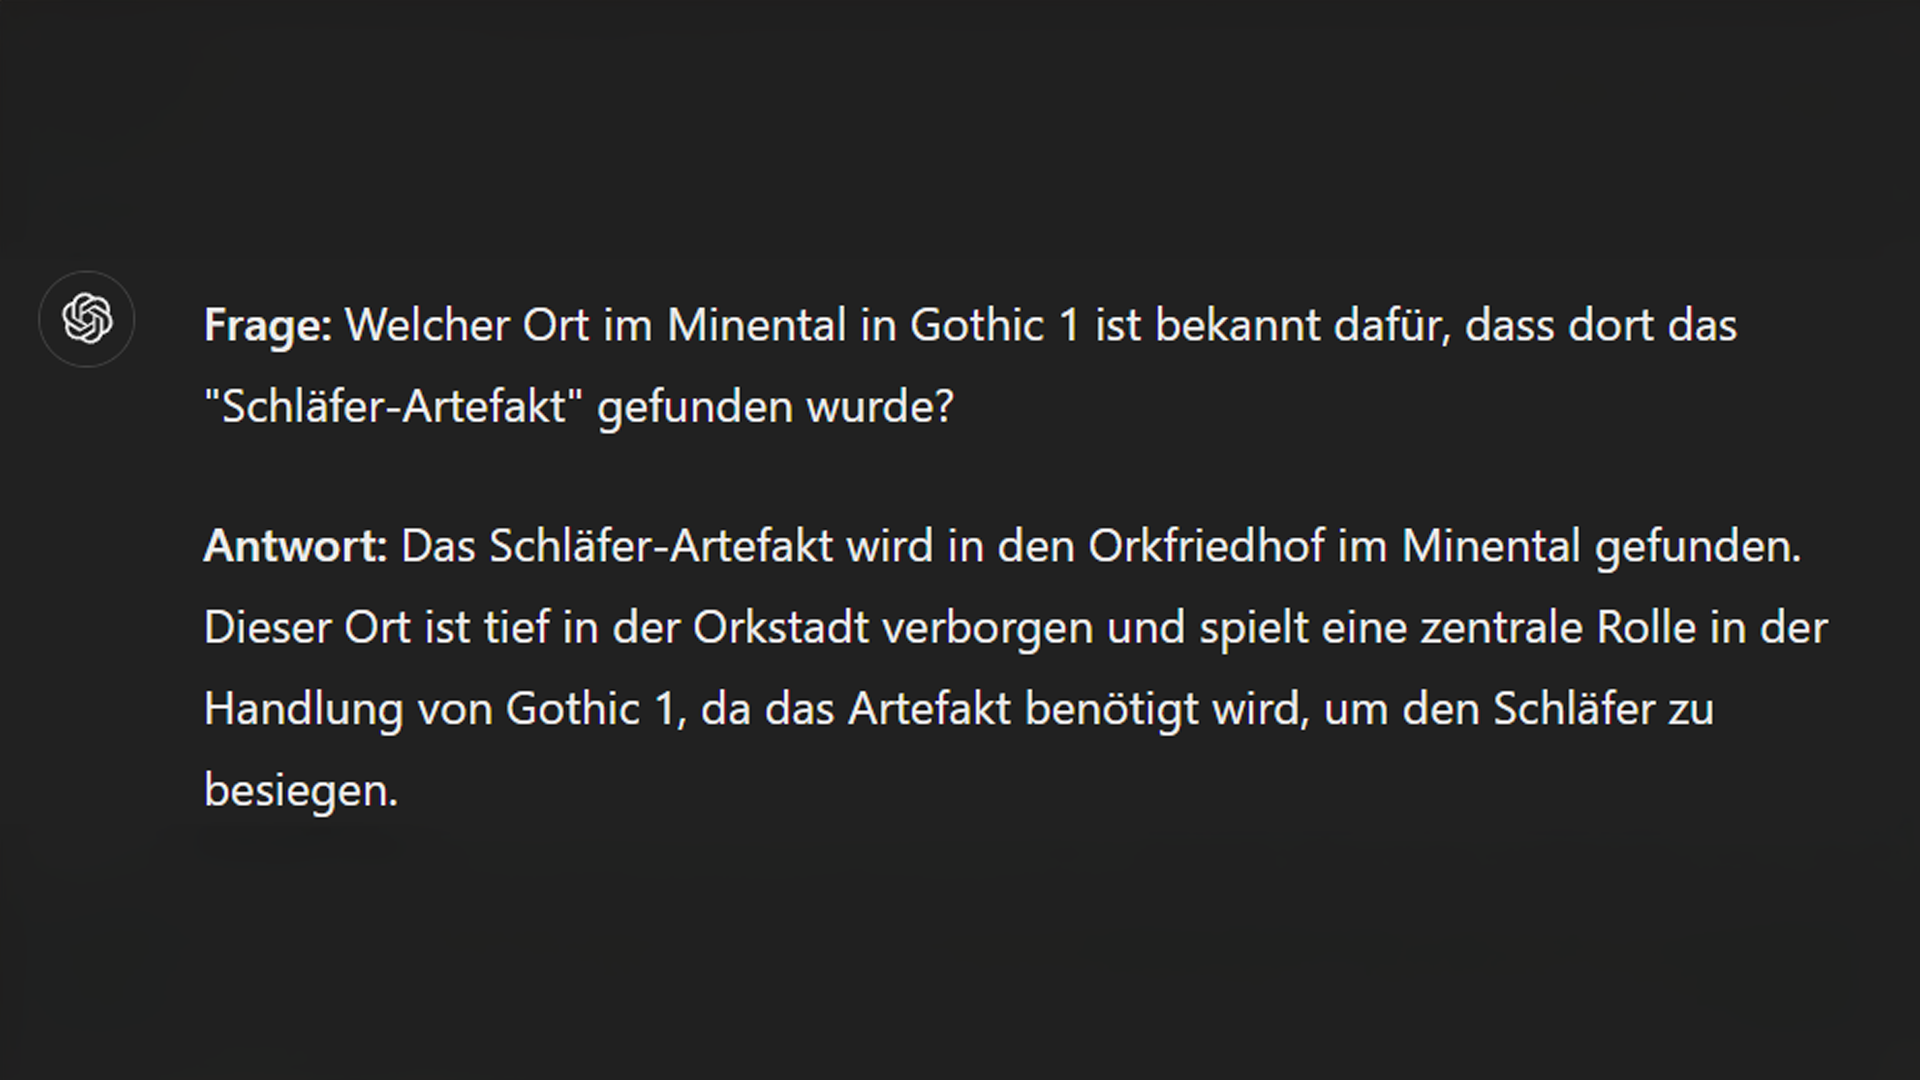 Frage: Welcher Ort im Minental in Gothic 1 ist bekannt dafür, dass dort das
"Schläfer-Artefakt" gefunden wurde?
Antwort: Das Schläfer-Artefakt wird in den Orkfriedhof im Minental gefunden.
Dieser Ort ist tief in der Orkstadt verborgen und spielt eine zentrale Rolle in der
Handlung von Gothic 1, da das Artefakt benötigt wird, um den Schläfer zu
besiegen.